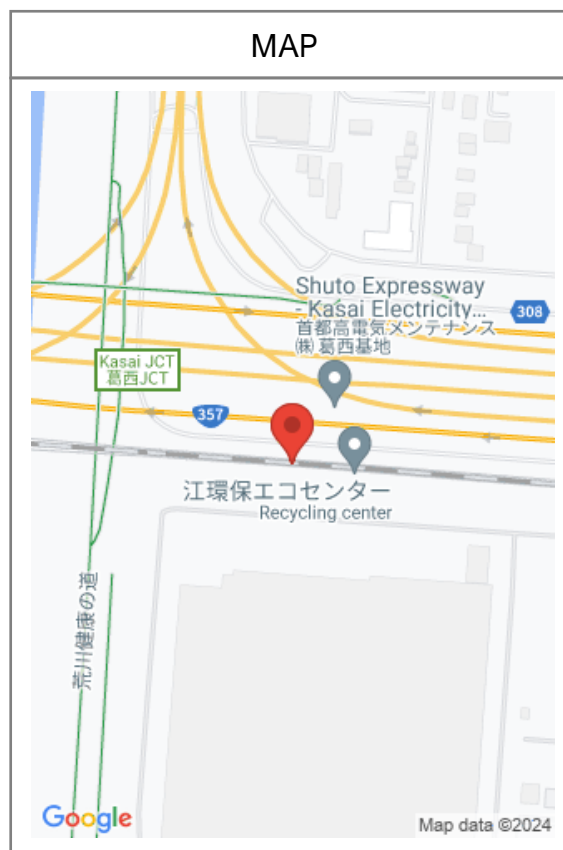 MAP
Shuto Expressway
- Kasai Electricity...
首都高電気メンテナンス
㈱ 葛西基地
308
Kasai JCT
葛西JCT
357
江環保エコセンター
Recycling center
荒川健康の道
Google
Map data ©2024